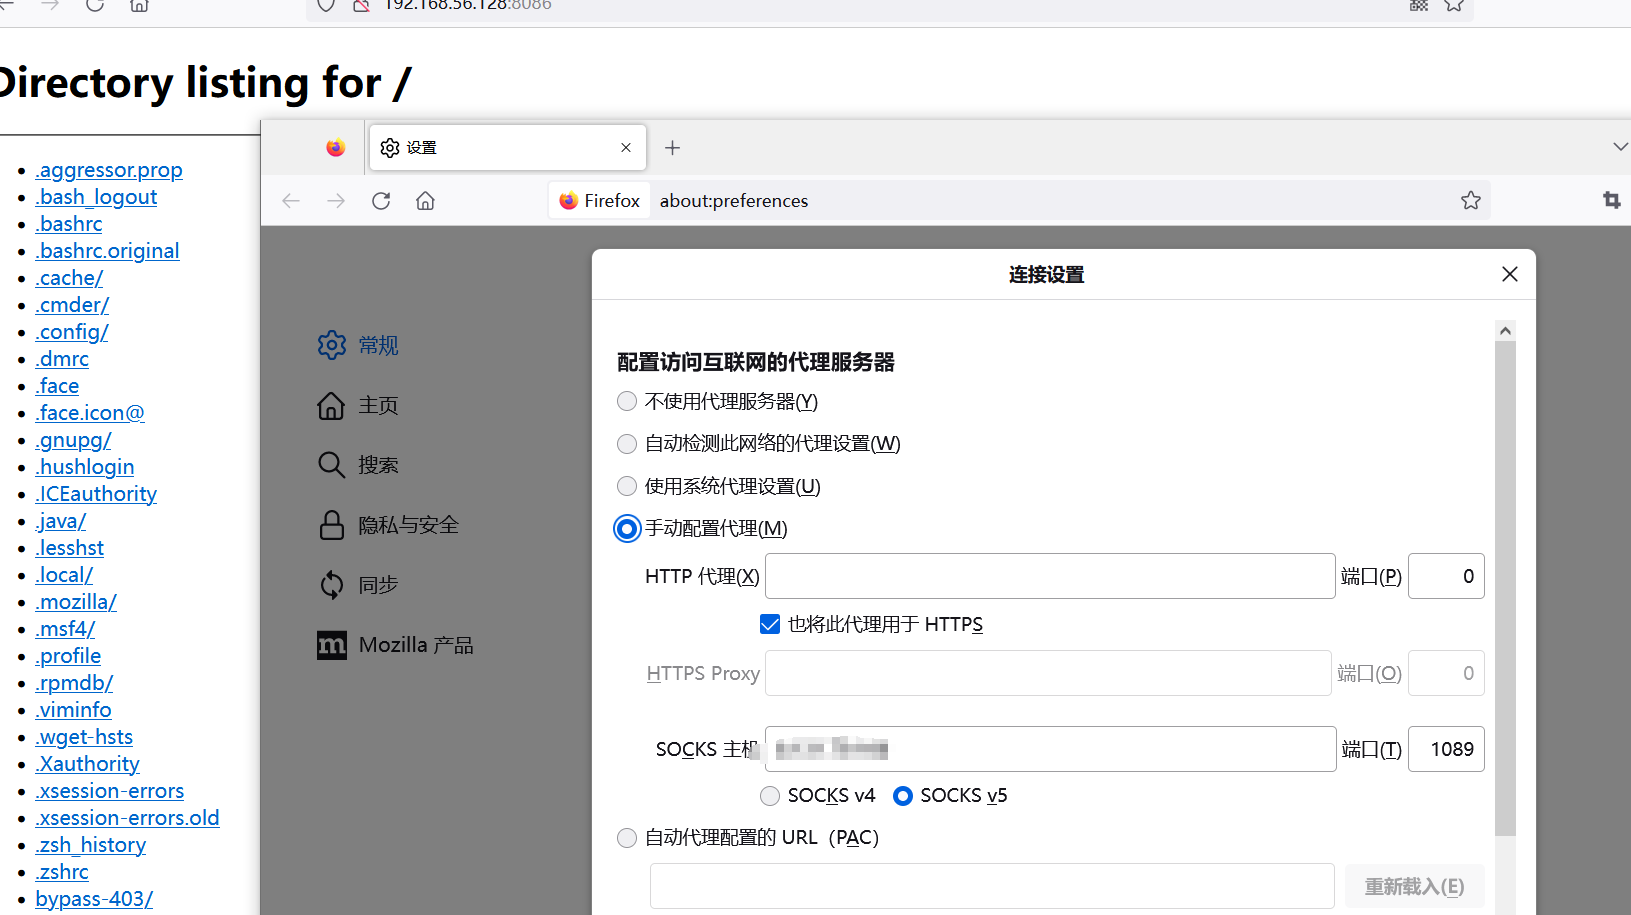 192.168.56.128:8086
Directory listing for /
.aggressor.prop
.bash_logout
.bashrc
.bashrc.original
.cache/
.cmder/
.config/
.dmrc
.face
.face.icon@
.gnupg/
.hushlogin
.ICEauthority
.java/
.lesshst
.local/
.mozilla/
.msf4/
.profile
.rpmdb/
.viminfo
.wget-hsts
.Xauthority
.xsession-errors
.xsession-errors.old
.zsh_history
.zshrc
bypass-403/
设置
Firefox about:preferences
常规
主页
搜索
隐私与安全
同步
Mozilla 产品
连接设置
配置访问互联网的代理服务器
不使用代理服务器(Y)
自动检测此网络的代理设置(W)
使用系统代理设置(U)
手动配置代理(M)
HTTP 代理(X) 端口(P) 0
也将此代理用于 HTTPS
HTTPS Proxy 端口(O) 0
SOCKS 主机 端口(T) 1089
SOCKS v4 SOCKS v5
自动代理配置的 URL（PAC）
重新载入(E)